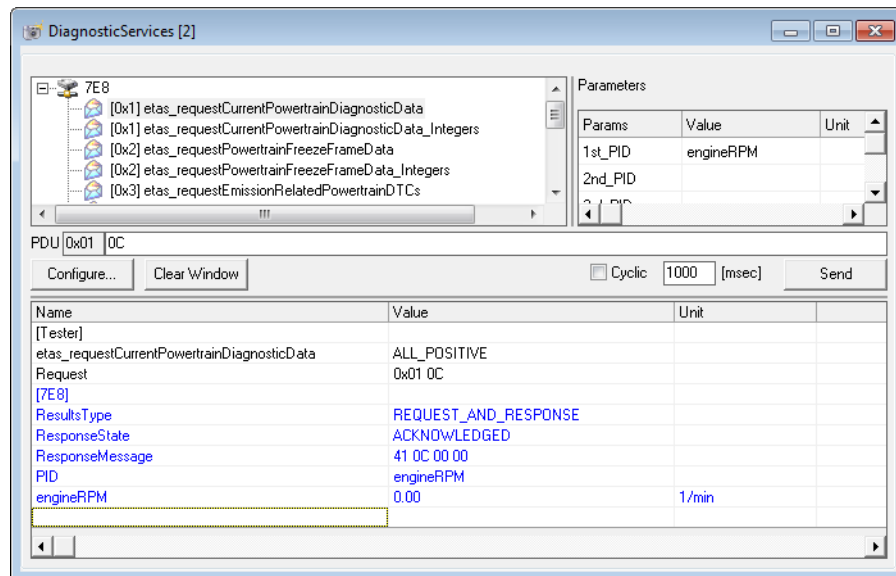 DiagnosticServices [2]
7E8
[0x1] etas_requestCurrentPowertrainDiagnosticData
[0x1] etas_requestCurrentPowertrainDiagnosticData_Integers
[0x2] etas_requestPowertrainFreezeFrameData
[0x2] etas_requestPowertrainFreezeFrameData_Integers
[0x3] etas_requestEmissionRelatedPowertrainDTCs
Parameters
Params Value Unit
1st_PID engineRPM
2nd_PID
PDU 0x01 0C
Configure... Clear Window Cyclic 1000 [msec] Send
Name Value Unit
[Tester]
etas_requestCurrentPowertrainDiagnosticData ALL_POSITIVE
Request 0x01 0C
[7E8]
ResultsType REQUEST_AND_RESPONSE
ResponseState ACKNOWLEDGED
ResponseMessage 41 0C 00 00
PID engineRPM
engineRPM 0.00 1/min